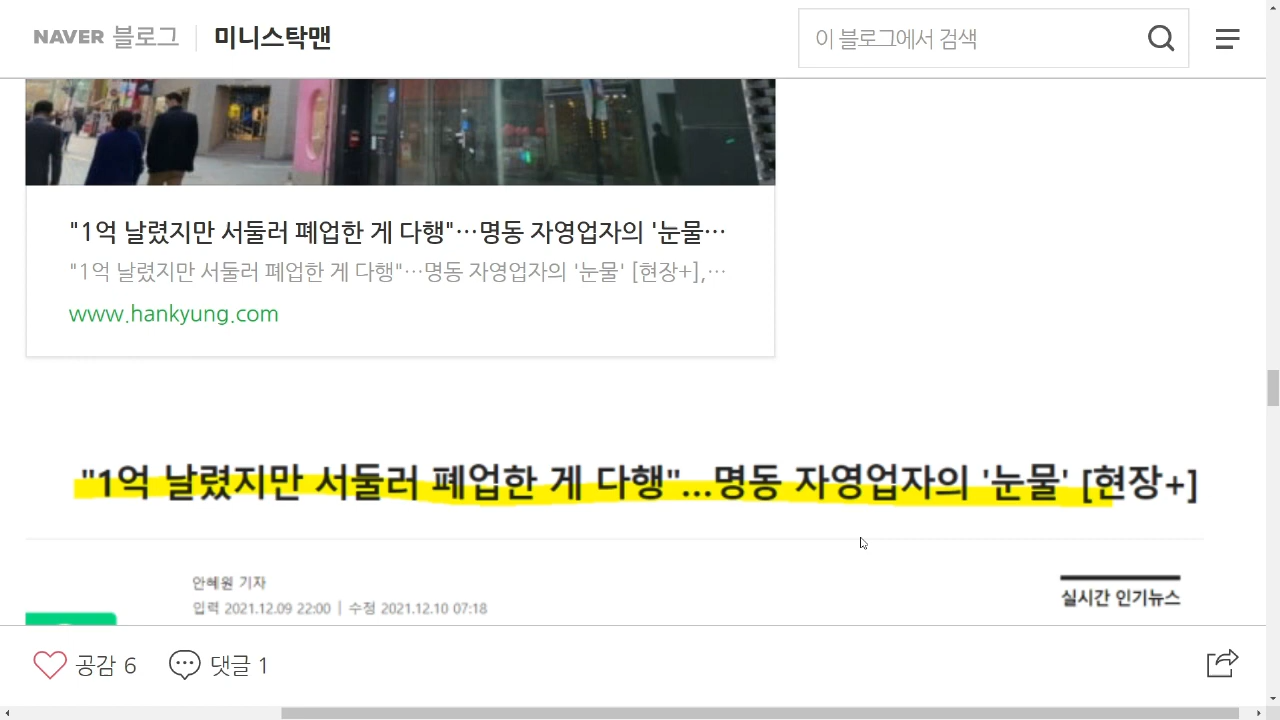 NAVER 블로그 미니스탁맨
이 블로그에서 검색
"1억 날렸지만 서둘러 폐업한 게 다행"…명동 자영업자의 '눈물…
"1억 날렸지만 서둘러 폐업한 게 다행"…명동 자영업자의 '눈물' [현장+],…
www.hankyung.com
"1억 날렸지만 서둘러 폐업한 게 다행"...명동 자영업자의 '눈물' [현장+]
안혜원 기자
입력 2021.12.09 22:00 | 수정 2021.12.10 07:18
실시간 인기뉴스
공감 6 댓글 1